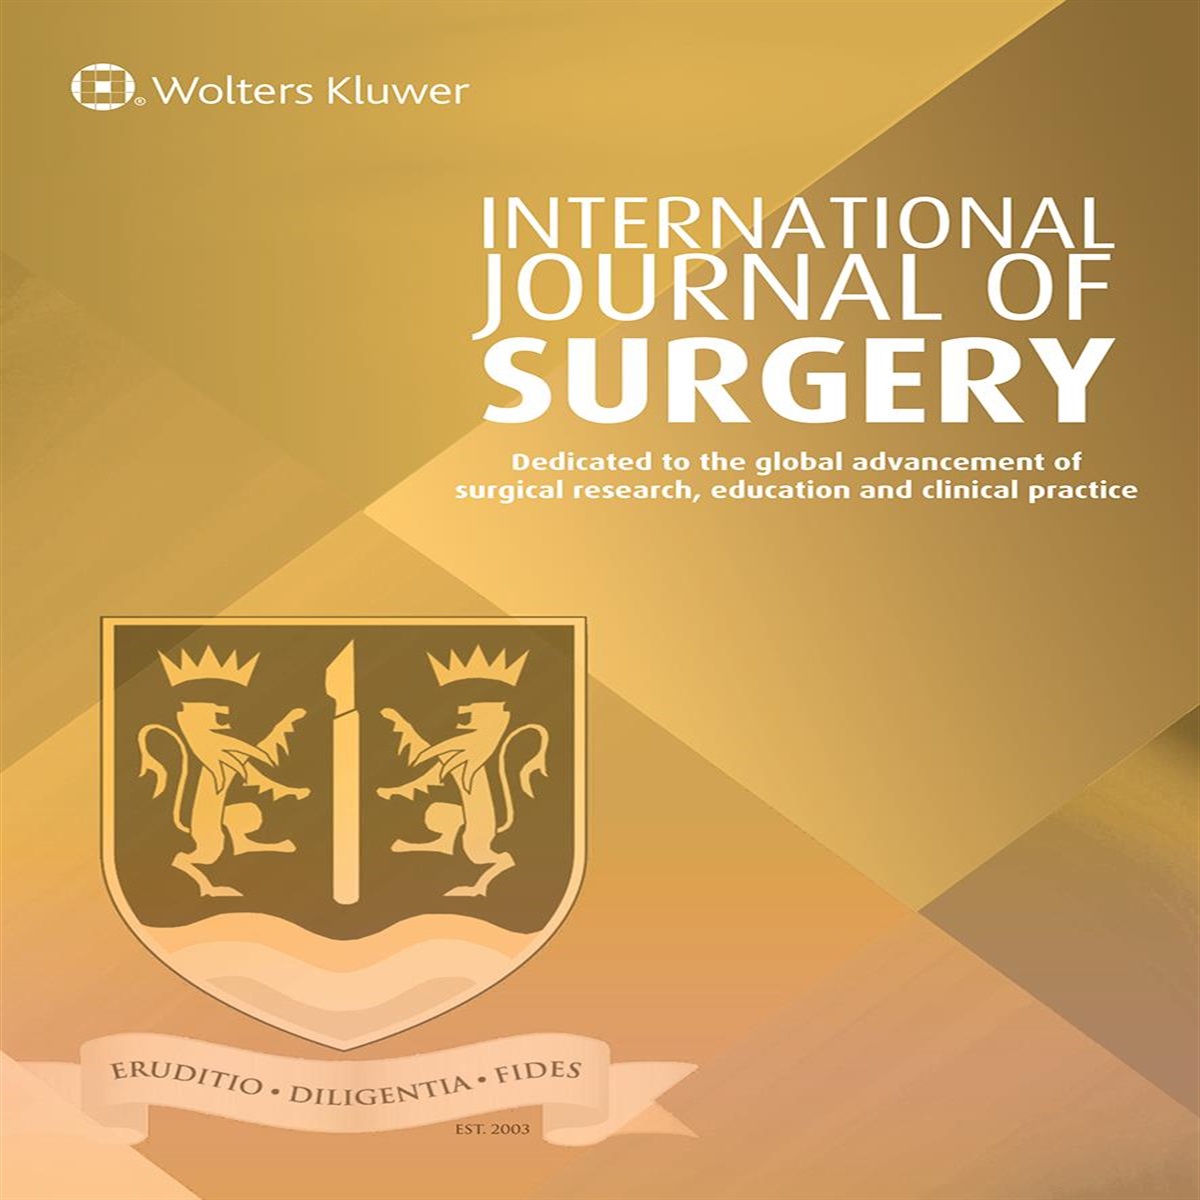 ® Wolters Kluwer
INTERNATIONAL
JOURNAL OF
SURGERY
Dedicated to the global advancement of
surgical research, education and clinical practice
ERUDITIO • DILIGENTIA • FIDES
EST. 2003